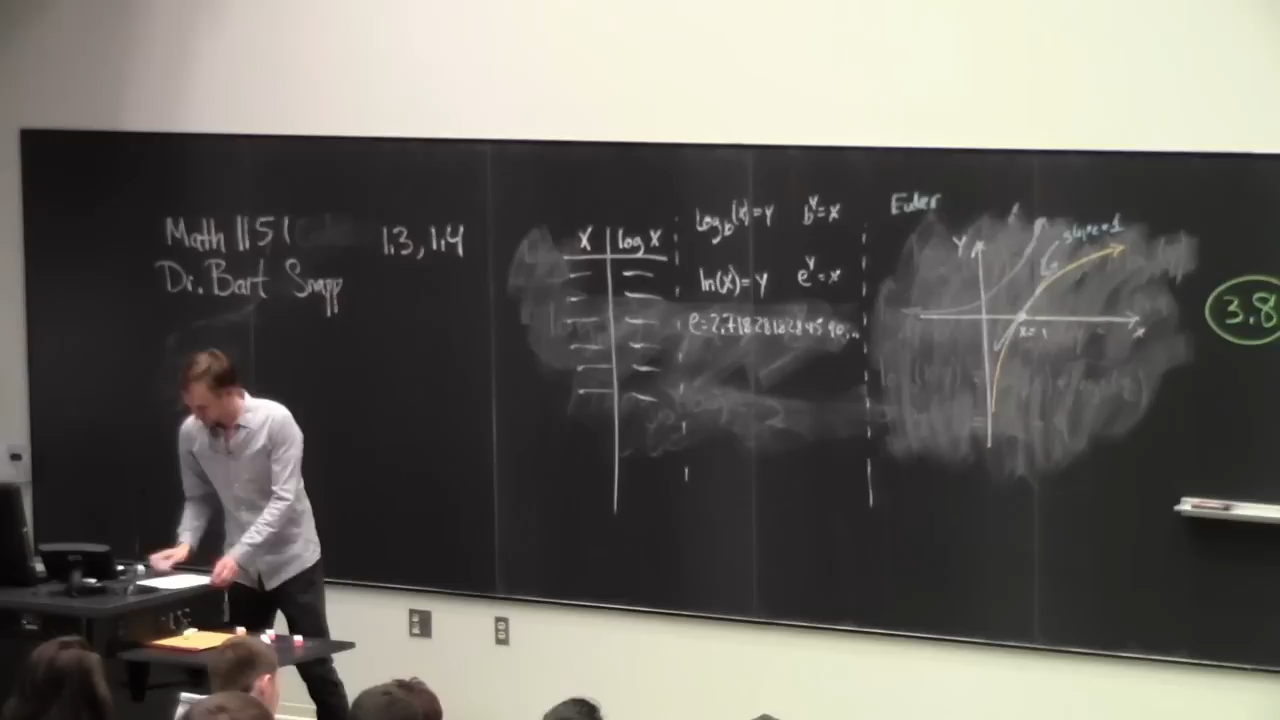 Math 1151
Dr. Bart Snapp
1.3, 1.4
X log X
log_b(x)=y b^y=x
ln(x)=y e^y=x
e=2.7182818284590...
Euler
Y
slope=1
x=1
x
3.8